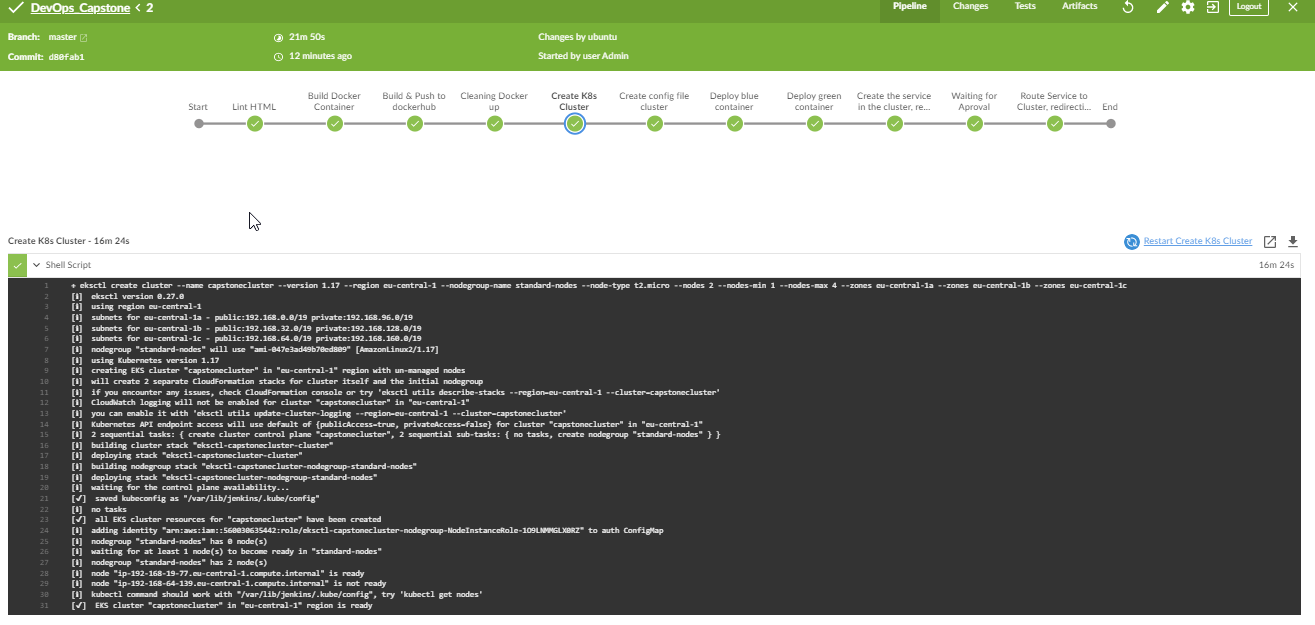 DevOps_Capstone < 2
Pipeline
Changes
Tests
Artifacts
Logout
Branch: master
21m 50s
Changes by ubuntu
Commit: d80fab1
12 minutes ago
Started by user Admin
Start
Lint HTML
Build Docker
Container
Build & Push to
dockerhub
Cleaning Docker
up
Create K8s
Cluster
Create config file
cluster
Deploy blue
container
Deploy green
container
Create the service
in the cluster, re...
Waiting for
Aproval
Route Service to
Cluster, redirecti...
End
Create K8s Cluster - 16m 24s
Restart Create K8s Cluster
Shell Script
16m 24s
1 + eksctl create cluster --name capstonecluster --version 1.17 --region eu-central-1 --nodegroup-name standard-nodes --node-type t2.micro --nodes 2 --nodes-min 1 --nodes-max 4 --zones eu-central-1a --zones eu-central-1b --zones eu-central-1c
2 [ℹ] eksctl version 0.27.0
3 [ℹ] using region eu-central-1
4 [ℹ] subnets for eu-central-1a - public:192.168.0.0/19 private:192.168.96.0/19
5 [ℹ] subnets for eu-central-1b - public:192.168.32.0/19 private:192.168.128.0/19
6 [ℹ] subnets for eu-central-1c - public:192.168.64.0/19 private:192.168.160.0/19
7 [ℹ] nodegroup "standard-nodes" will use "ami-047e3ad49b70ed809" [AmazonLinux2/1.17]
8 [ℹ] using Kubernetes version 1.17
9 [ℹ] creating EKS cluster "capstonecluster" in "eu-central-1" region with un-managed nodes
10 [ℹ] will create 2 separate CloudFormation stacks for cluster itself and the initial nodegroup
11 [ℹ] if you encounter any issues, check CloudFormation console or try 'eksctl utils describe-stacks --region=eu-central-1 --cluster=capstonecluster'
12 [ℹ] CloudWatch logging will not be enabled for cluster "capstonecluster" in "eu-central-1"
13 [ℹ] you can enable it with 'eksctl utils update-cluster-logging --region=eu-central-1 --cluster=capstonecluster'
14 [ℹ] Kubernetes API endpoint access will use default of {publicAccess=true, privateAccess=false} for cluster "capstonecluster" in "eu-central-1"
15 [ℹ] 2 sequential tasks: { create cluster control plane "capstonecluster", 2 sequential sub-tasks: { no tasks, create nodegroup "standard-nodes" } }
16 [ℹ] building cluster stack "eksctl-capstonecluster-cluster"
17 [ℹ] deploying stack "eksctl-capstonecluster-cluster"
18 [ℹ] building nodegroup stack "eksctl-capstonecluster-nodegroup-standard-nodes"
19 [ℹ] deploying stack "eksctl-capstonecluster-nodegroup-standard-nodes"
20 [ℹ] waiting for the control plane availability...
21 [✔] saved kubeconfig as "/var/lib/jenkins/.kube/config"
22 [ℹ] no tasks
23 [✔] all EKS cluster resources for "capstonecluster" have been created
24 [ℹ] adding identity "arn:aws:iam::560030635442:role/eksctl-capstonecluster-nodegroup-NodeInstanceRole-1O9LNMMGLX0RZ" to auth ConfigMap
25 [ℹ] nodegroup "standard-nodes" has 0 node(s)
26 [ℹ] waiting for at least 1 node(s) to become ready in "standard-nodes"
27 [ℹ] nodegroup "standard-nodes" has 2 node(s)
28 [ℹ] node "ip-192-168-19-77.eu-central-1.compute.internal" is ready
29 [ℹ] node "ip-192-168-64-139.eu-central-1.compute.internal" is not ready
30 [ℹ] kubectl command should work with "/var/lib/jenkins/.kube/config", try 'kubectl get nodes'
31 [✔] EKS cluster "capstonecluster" in "eu-central-1" region is ready